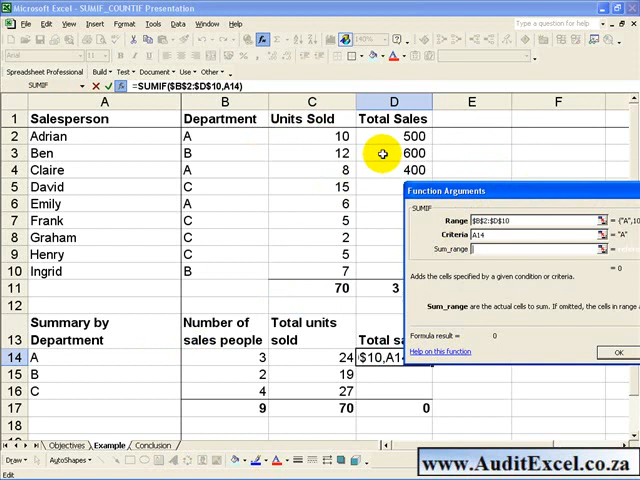 Microsoft Excel - SUMIF_COUNTIF Presentation
File Edit View Insert Format Tools Data Window Help
Type a question for help
140%
Arial 11 B I U
Spreadsheet Professional Build Test Document Use Other
SUMIF =SUMIF($B$2:$D$10,A14)
A B C D E F
1 Salesperson Department Units Sold Total Sales
2 Adrian A 10 500
3 Ben B 12 600
4 Claire A 8 400
5 David C 15
6 Emily A 6
7 Frank C 5
8 Graham C 2
9 Henry C 5
10 Ingrid B 7
11 70 3
12
Summary by Number of Total units
13 Department sales people sold Total sa
14 A 3 24 $10,A14
15 B 2 19
16 C 4 27
17 9 70 0
18
Function Arguments
SUMIF
Range $B$2:$D$10 = {"A",10
Criteria A14 = "A"
Sum_range =
= 0
Adds the cells specified by a given condition or criteria.
Sum_range are the actual cells to sum. If omitted, the cells in range a
Formula result = 0
Help on this function OK
Objectives Example Conclusion
Draw AutoShapes
www.AuditExcel.co.za
Edit